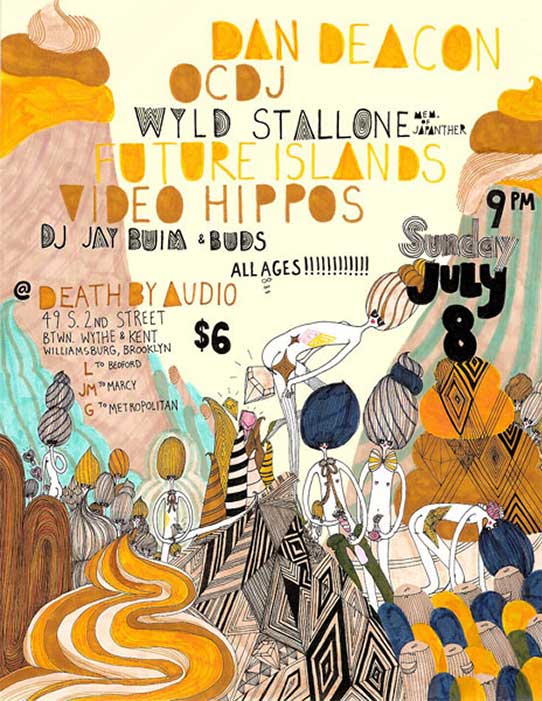 DAN DEACON
OCDJ
WYLD STALLONE MEM. OF JAPANTHER
FUTURE ISLANDS
VIDEO HIPPOS
DJ JAY BUIM & BUDS
9 PM
Sunday
JULY
8
ALL AGES!!!!!!!!!!!!
@ DEATH BY AUDIO
49 S. 2ND STREET
BTWN. WYTHE & KENT
WILLIAMSBURG, BROOKLYN
L TO BEDFORD
JM TO MARCY
G TO METROPOLITAN
$6